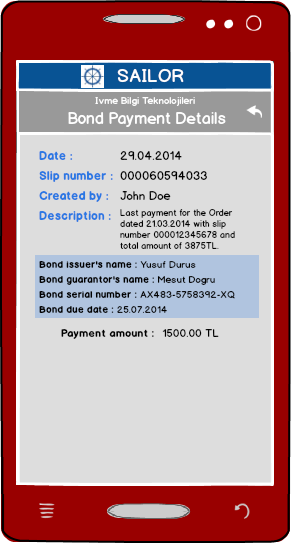 SAILOR
Ivme Bilgi Teknolojileri
Bond Payment Details
Date : 29.04.2014
Slip number : 000060594033
Created by : John Doe
Description : Last payment for the Order
dated 21.03.2014 with slip
number 000012345678 and
total amount of 3875TL.
Bond issuer's name : Yusuf Durus
Bond guarantor's name : Mesut Dogru
Bond serial number : AX483-5758392-XQ
Bond due date : 25.07.2014
Payment amount : 1500.00 TL